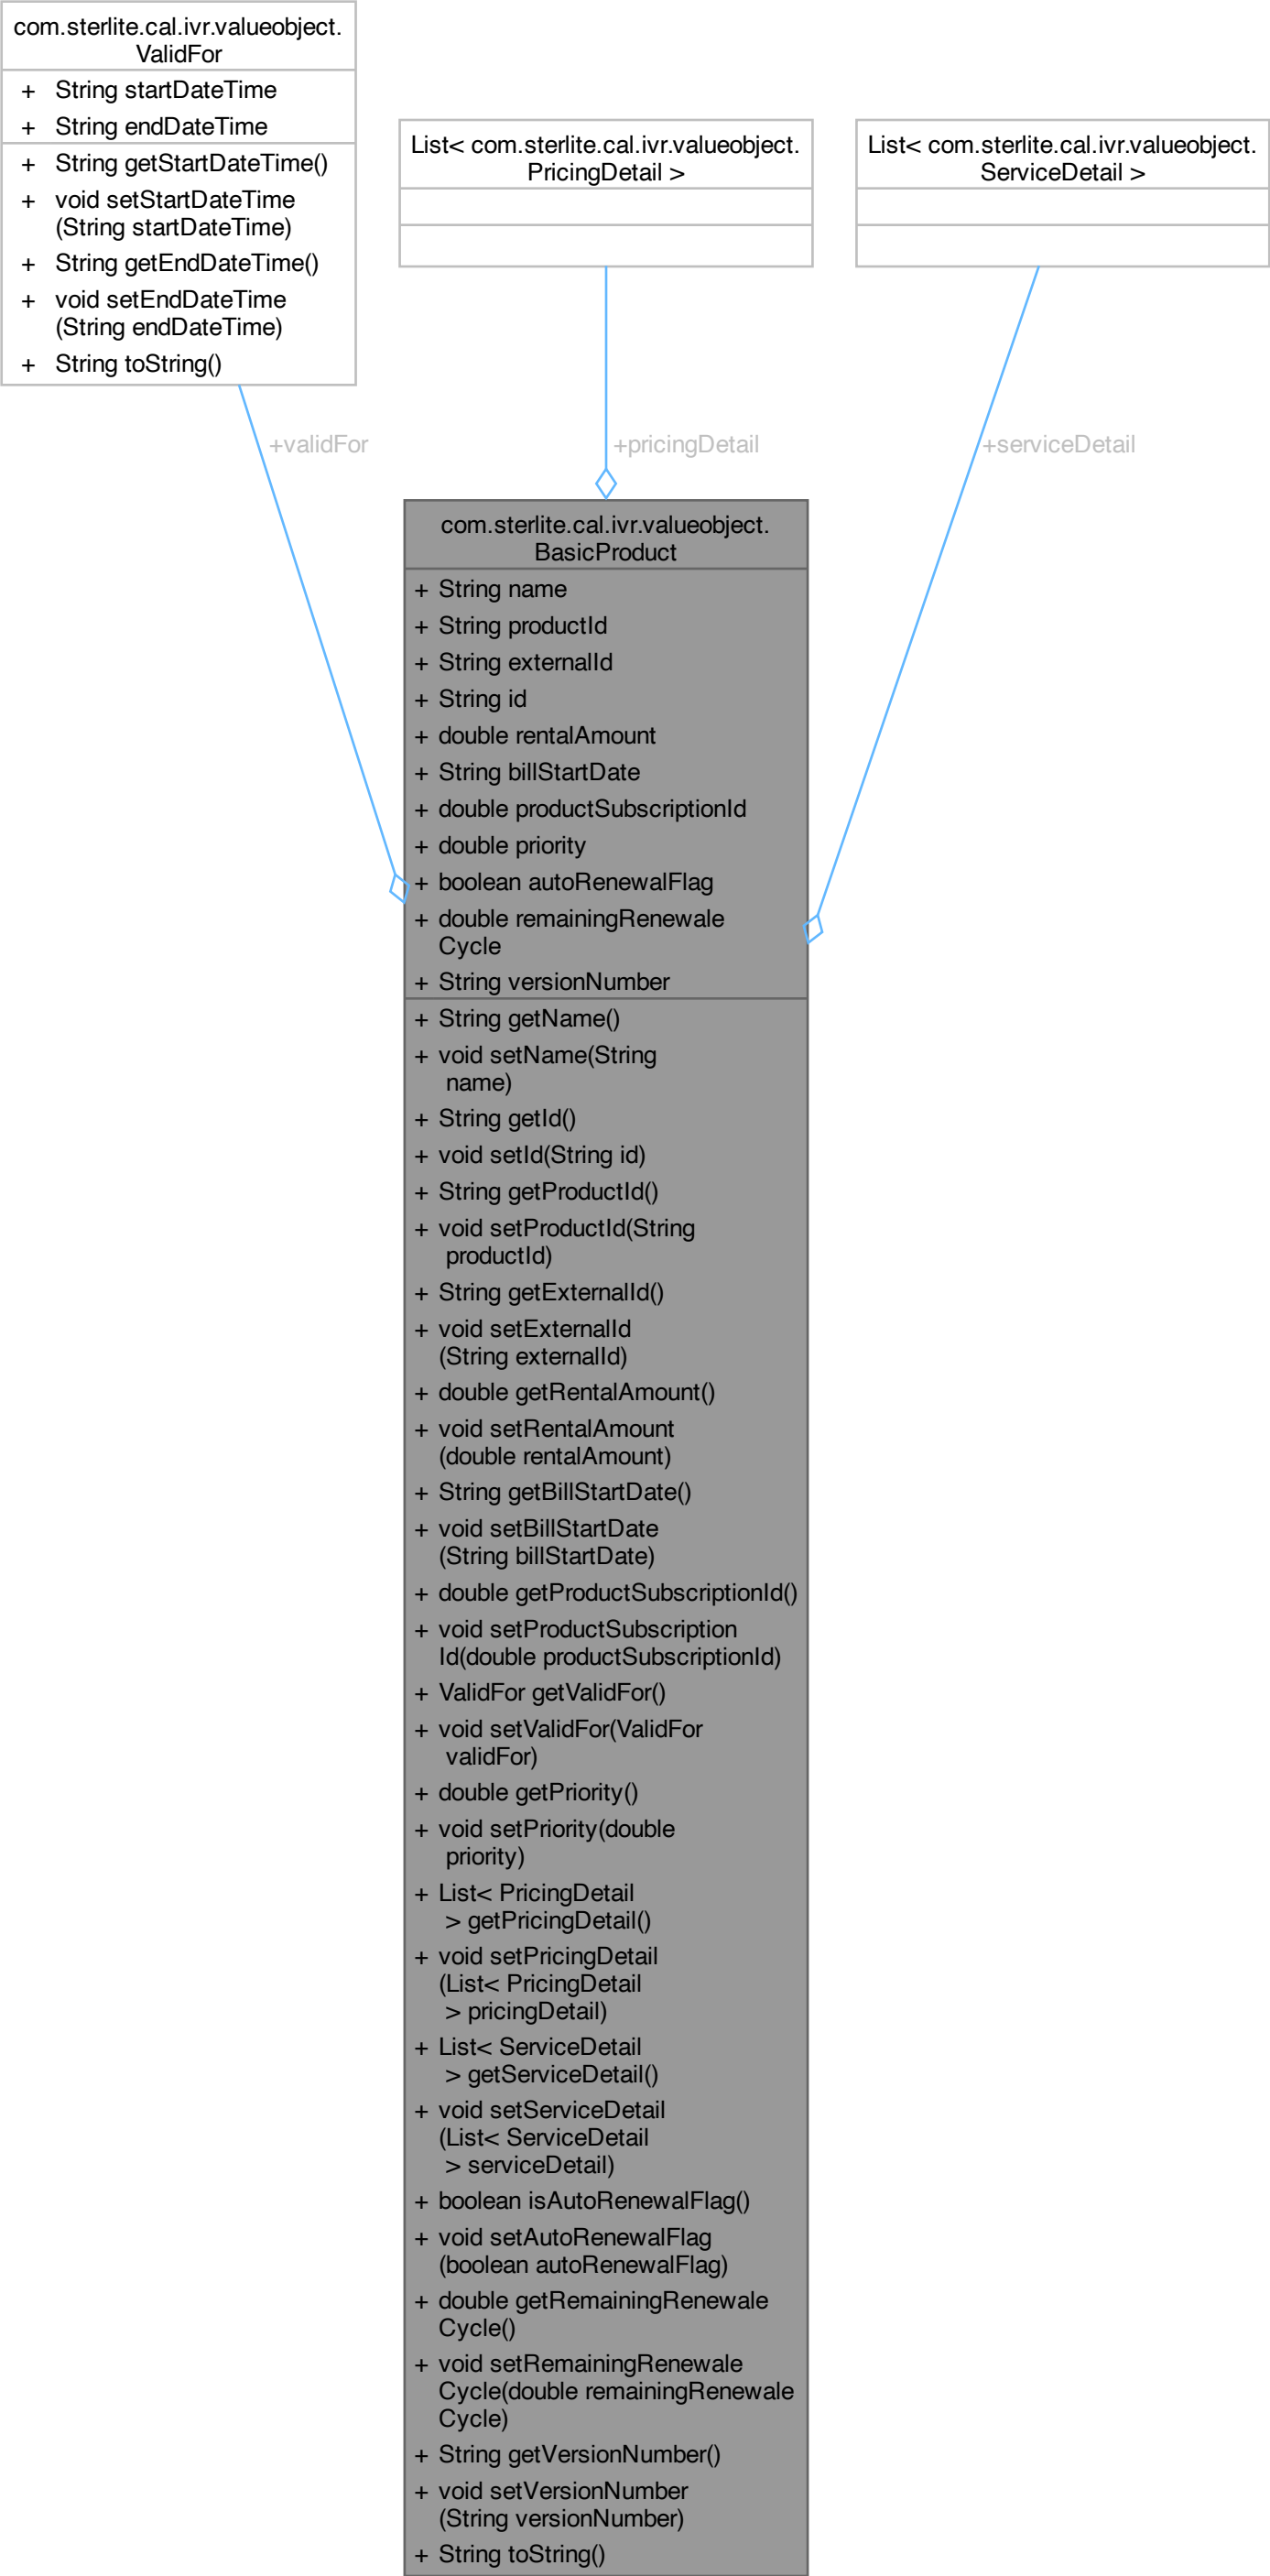 com.sterlite.cal.ivr.valueobject.
ValidFor
+ String startDateTime
+ String endDateTime
+ String getStartDateTime()
+ void setStartDateTime
(String startDateTime)
+ String getEndDateTime()
+ void setEndDateTime
(String endDateTime)
+ String toString()
List< com.sterlite.cal.ivr.valueobject.
PricingDetail >
List< com.sterlite.cal.ivr.valueobject.
ServiceDetail >
+validFor
+pricingDetail
+serviceDetail
com.sterlite.cal.ivr.valueobject.
BasicProduct
+ String name
+ String productId
+ String externalId
+ String id
+ double rentalAmount
+ String billStartDate
+ double productSubscriptionId
+ double priority
+ boolean autoRenewalFlag
+ double remainingRenewale
Cycle
+ String versionNumber
+ String getName()
+ void setName(String
name)
+ String getId()
+ void setId(String id)
+ String getProductId()
+ void setProductId(String
productId)
+ String getExternalId()
+ void setExternalId
(String externalId)
+ double getRentalAmount()
+ void setRentalAmount
(double rentalAmount)
+ String getBillStartDate()
+ void setBillStartDate
(String billStartDate)
+ double getProductSubscriptionId()
+ void setProductSubscription
Id(double productSubscriptionId)
+ ValidFor getValidFor()
+ void setValidFor(ValidFor
validFor)
+ double getPriority()
+ void setPriority(double
priority)
+ List< PricingDetail
> getPricingDetail()
+ void setPricingDetail
(List< PricingDetail
> pricingDetail)
+ List< ServiceDetail
> getServiceDetail()
+ void setServiceDetail
(List< ServiceDetail
> serviceDetail)
+ boolean isAutoRenewalFlag()
+ void setAutoRenewalFlag
(boolean autoRenewalFlag)
+ double getRemainingRenewale
Cycle()
+ void setRemainingRenewale
Cycle(double remainingRenewale
Cycle)
+ String getVersionNumber()
+ void setVersionNumber
(String versionNumber)
+ String toString()